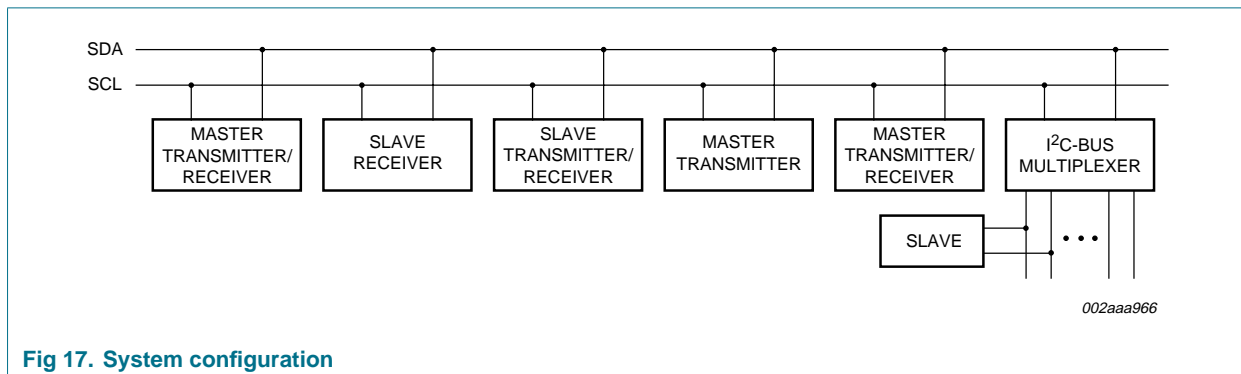 SDA
SCL
MASTER
TRANSMITTER/
RECEIVER
SLAVE
RECEIVER
SLAVE
TRANSMITTER/
RECEIVER
MASTER
TRANSMITTER
MASTER
TRANSMITTER/
RECEIVER
I²C-BUS
MULTIPLEXER
SLAVE
002aaa966
Fig 17. System configuration